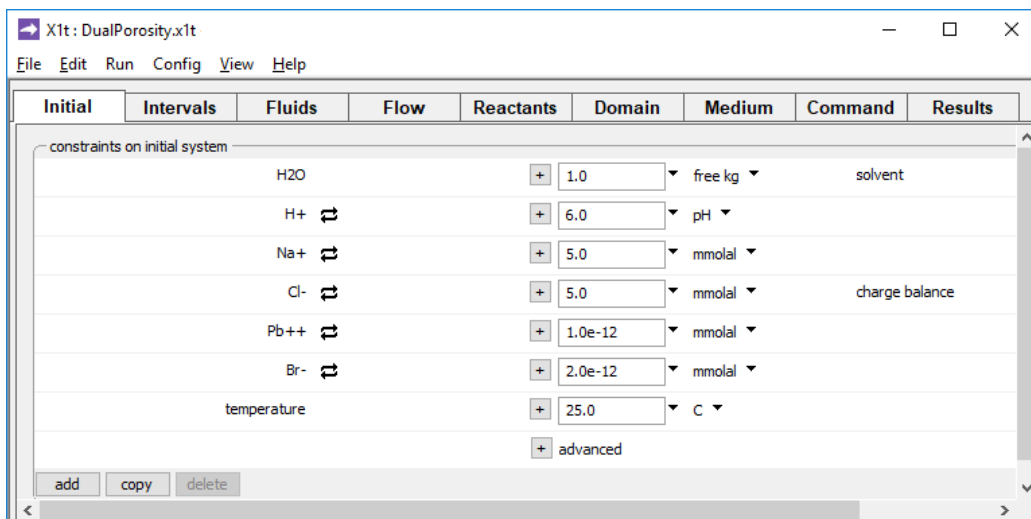 X1t : DualPorosity.x1t
File Edit Run Config View Help
Initial Intervals Fluids Flow Reactants Domain Medium Command Results
constraints on initial system
H2O + 1.0 free kg solvent
H+ + 6.0 pH
Na+ + 5.0 mmolal
Cl- + 5.0 mmolal charge balance
Pb++ + 1.0e-12 mmolal
Br- + 2.0e-12 mmolal
temperature + 25.0 C
+ advanced
add copy delete